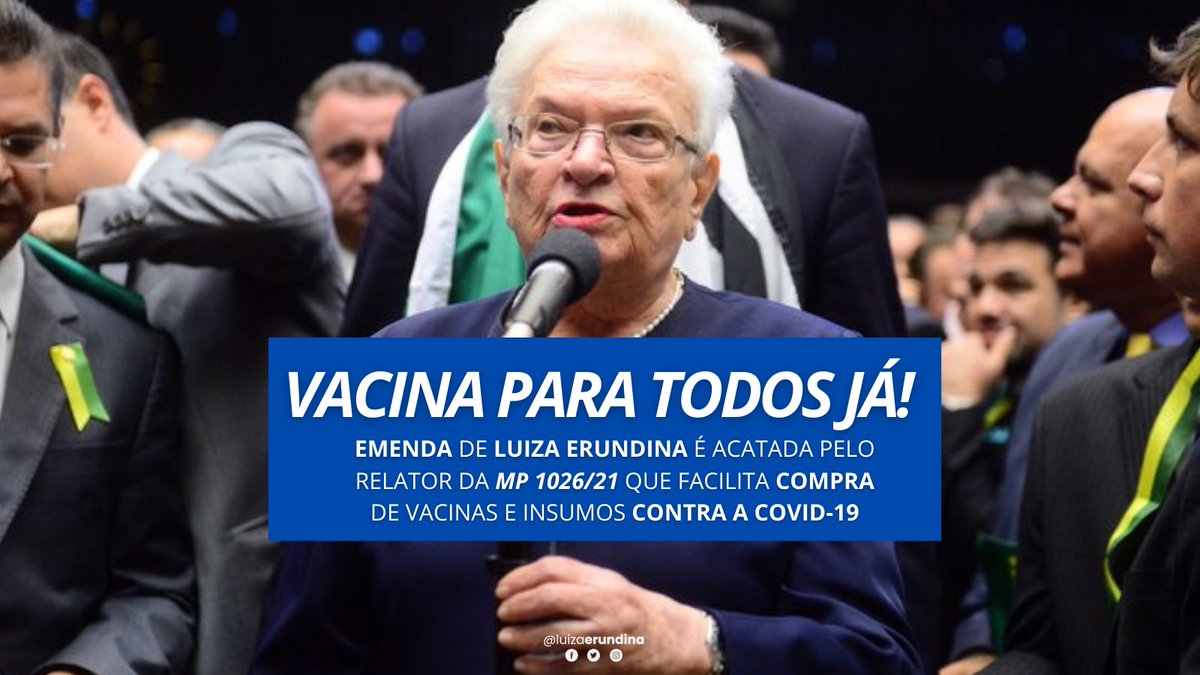 VACINA PARA TODOS JÁ!
EMENDA DE LUIZA ERUNDINA É ACATADA PELO
RELATOR DA MP 1026/21 QUE FACILITA COMPRA
DE VACINAS E INSUMOS CONTRA A COVID-19
@luizaerundina